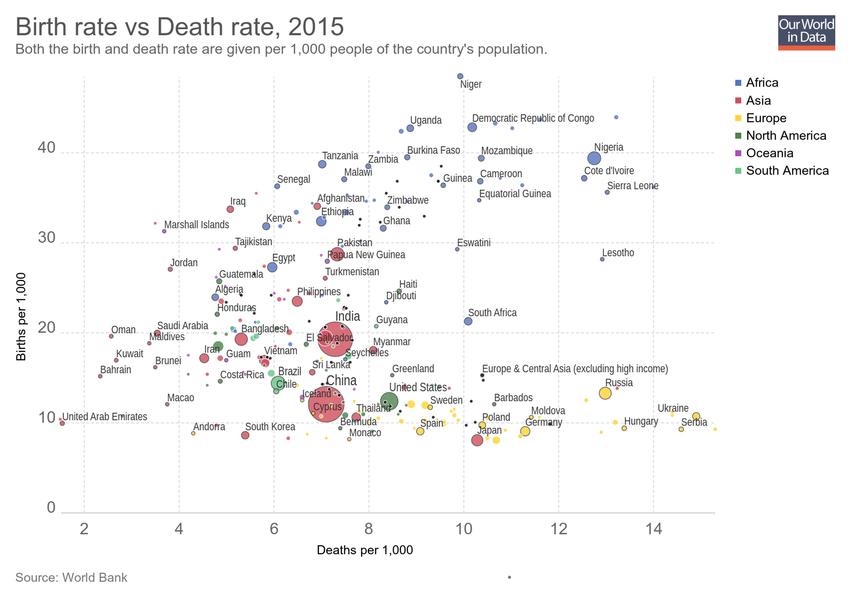 Birth rate vs Death rate, 2015
Both the birth and death rate are given per 1,000 people of the country's population.
Our World
in Data
Africa
Asia
Europe
North America
Oceania
South America
Births per 1,000
40
30
20
10
0
Niger
Uganda
Democratic Republic of Congo
Tanzania
Zambia
Burkina Faso
Mozambique
Nigeria
Senegal
Malawi
Guinea
Cameroon
Cote d'Ivoire
Sierra Leone
Iraq
Afghanistan
Zimbabwe
Equatorial Guinea
Marshall Islands
Kenya
Ethiopia
Ghana
Tajikistan
Pakistan
Eswatini
Jordan
Egypt
Papua New Guinea
Lesotho
Guatemala
Turkmenistan
Algeria
Philippines
Haiti
Djibouti
Honduras
India
Guyana
South Africa
Oman
Saudi Arabia
Maldives
Bangladesh
El Salvador
Myanmar
Kuwait
Iran
Guam
Vietnam
Seychelles
Bahrain
Brunei
Costa Rica
Brazil
Sri Lanka
Greenland
Europe & Central Asia (excluding high income)
Chile
China
United States
Russia
Macao
Iceland
Cyprus
Thailand
Sweden
Barbados
United Arab Emirates
Andorra
South Korea
Bermuda
Monaco
Spain
Poland
Japan
Moldova
Germany
Hungary
Ukraine
Serbia
2
4
6
8
10
12
14
Deaths per 1,000
Source: World Bank